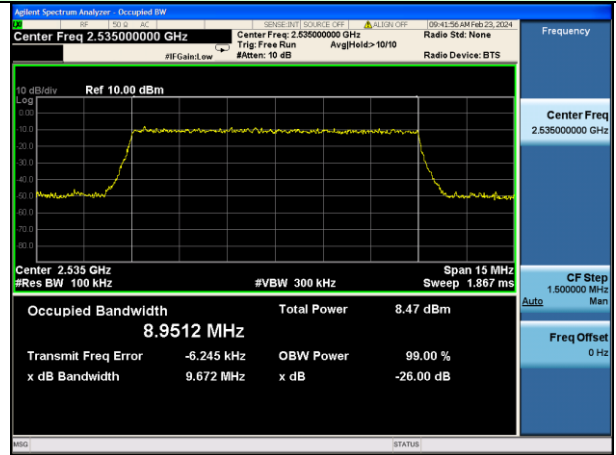 Agilent Spectrum Analyzer - Occupied BW
RF 50 Ω AC SENSE:INT SOURCE OFF ALIGN OFF 09:41:56 AM Feb 23, 2024
Center Freq 2.535000000 GHz Center Freq: 2.535000000 GHz Radio Std: None
Trig: Free Run Avg|Hold:> 10/10
#IFGain:Low #Atten: 10 dB Radio Device: BTS
Frequency
10 dB/div Ref 10.00 dBm
Log
0.00
-10.0
-20.0
-30.0
-40.0
-50.0
-60.0
-70.0
-80.0
Center 2.535 GHz Span 15 MHz
#Res BW 100 kHz #VBW 300 kHz Sweep 1.867 ms
Occupied Bandwidth Total Power 8.47 dBm
8.9512 MHz
Transmit Freq Error -6.245 kHz OBW Power 99.00 %
x dB Bandwidth 9.672 MHz x dB -26.00 dB
Center Freq
2.535000000 GHz
CF Step
1.500000 MHz
Auto Man
Freq Offset
0 Hz
MSG STATUS